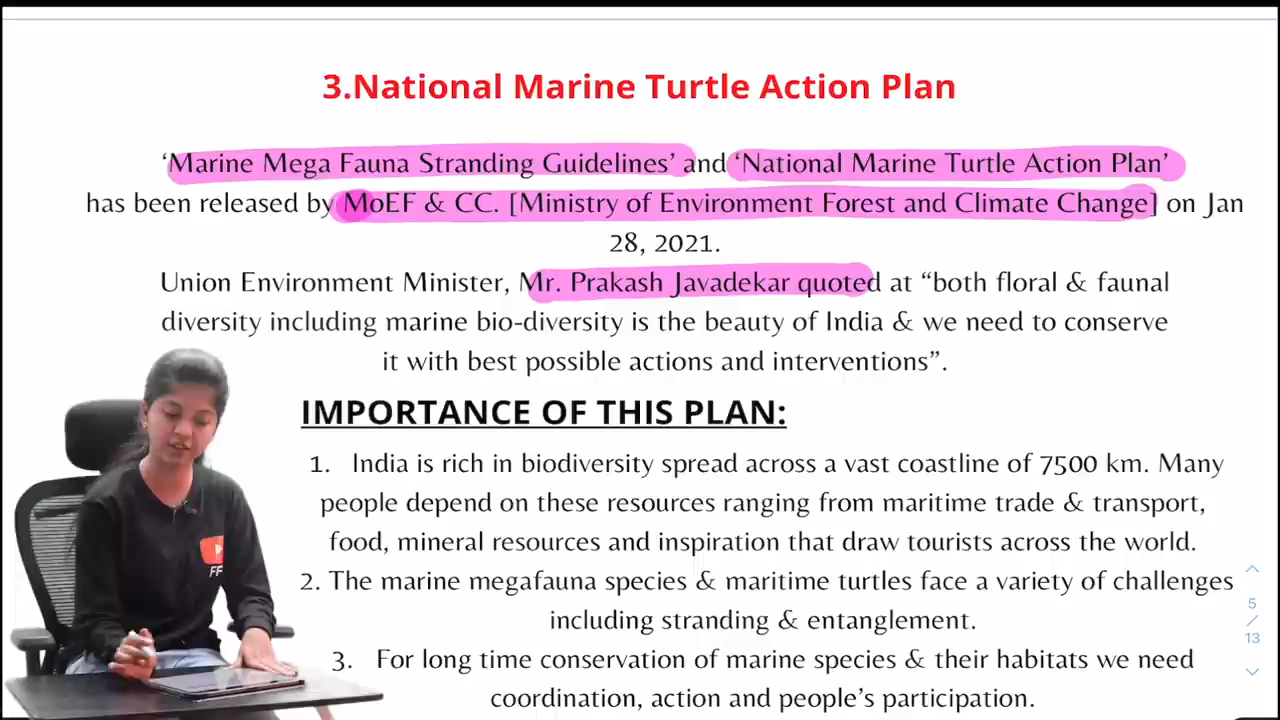 3.National Marine Turtle Action Plan
‘Marine Mega Fauna Stranding Guidelines’ and ‘National Marine Turtle Action Plan’
has been released by MoEF & CC. [Ministry of Environment Forest and Climate Change] on Jan
28, 2021.
Union Environment Minister, Mr. Prakash Javadekar quoted at “both floral & faunal
diversity including marine bio-diversity is the beauty of India & we need to conserve
it with best possible actions and interventions”.
IMPORTANCE OF THIS PLAN:
1. India is rich in biodiversity spread across a vast coastline of 7500 km. Many
people depend on these resources ranging from maritime trade & transport,
food, mineral resources and inspiration that draw tourists across the world.
2. The marine megafauna species & maritime turtles face a variety of challenges
including stranding & entanglement.
3. For long time conservation of marine species & their habitats we need
coordination, action and people’s participation.
FF
5
/
13